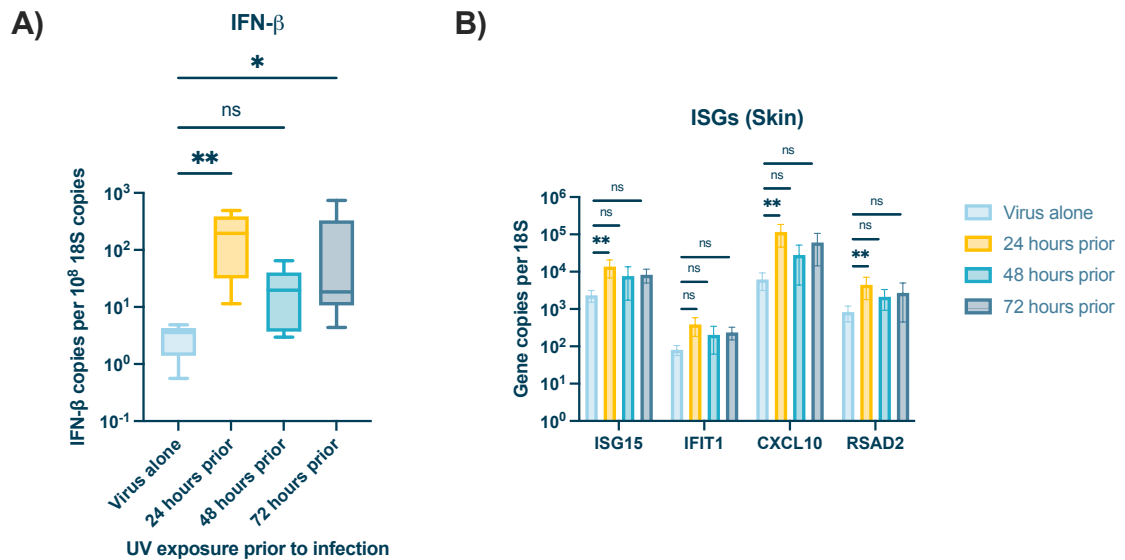 A)
IFN-β
*
ns
**
IFN-β copies per 10⁸ 18S copies
10³
10²
10¹
10⁰
10⁻¹
Virus alone
24 hours prior
48 hours prior
72 hours prior
UV exposure prior to infection
B)
ISGs (Skin)
Gene copies per 18S
10⁶
10⁵
10⁴
10³
10²
10¹
10⁰
ns
ns
**
ns
ns
ns
ns
ns
**
ns
ns
**
ISG15
IFIT1
CXCL10
RSAD2
Virus alone
24 hours prior
48 hours prior
72 hours prior